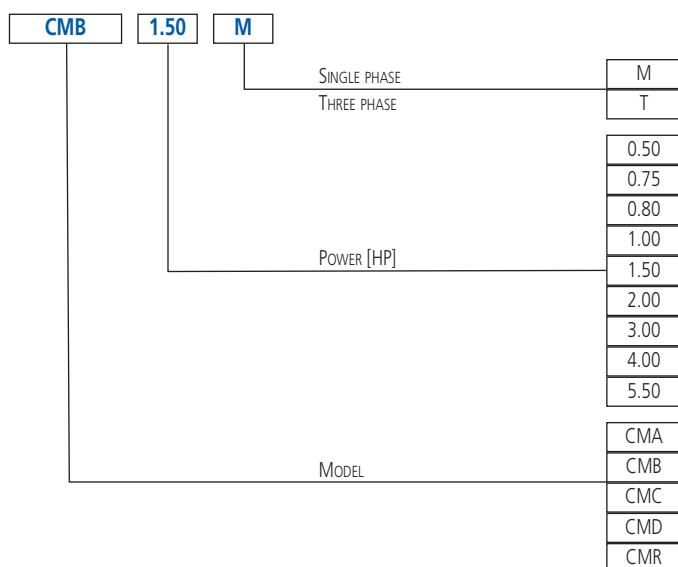 CMB 1.50 M
SINGLE PHASE M
THREE PHASE T
0.50
0.75
0.80
1.00
POWER [HP] 1.50
2.00
3.00
4.00
5.50
CMA
MODEL CMB
CMC
CMD
CMR